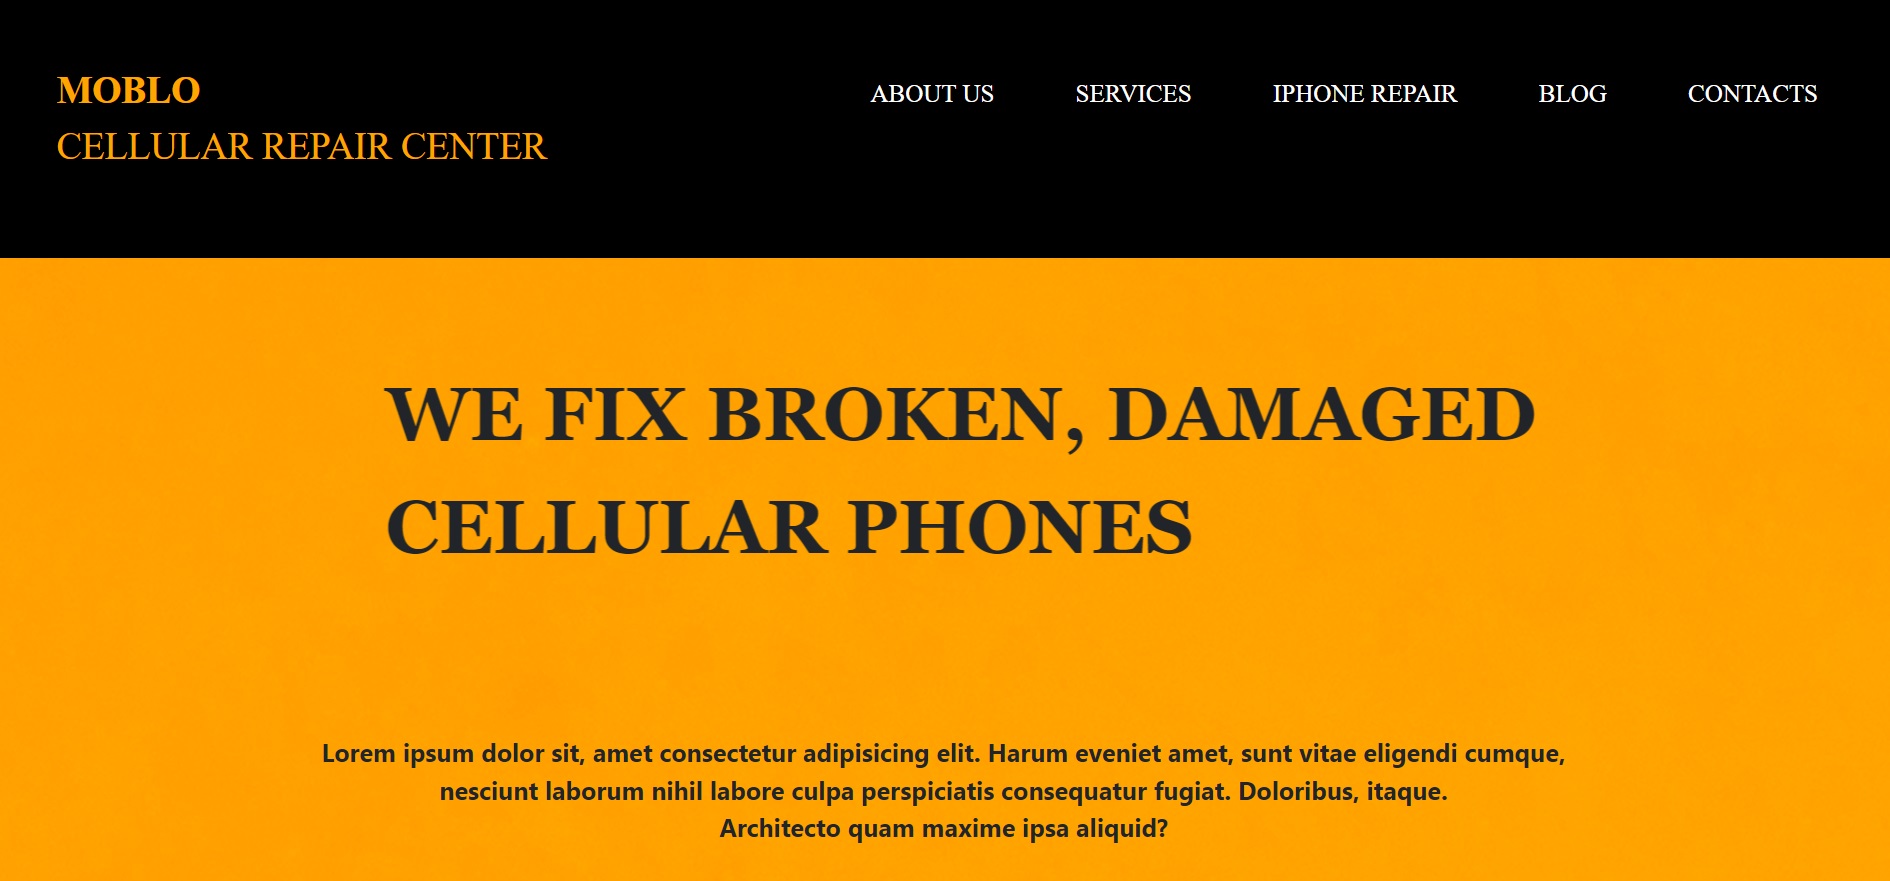 MOBLO
CELLULAR REPAIR CENTER
ABOUT US
SERVICES
IPHONE REPAIR
BLOG
CONTACTS
WE FIX BROKEN, DAMAGED
CELLULAR PHONES
Lorem ipsum dolor sit, amet consectetur adipisicing elit. Harum eveniet amet, sunt vitae eligendi cumque,
nesciunt laborum nihil labore culpa perspiciatis consequatur fugiat. Doloribus, itaque.
Architecto quam maxime ipsa aliquid?